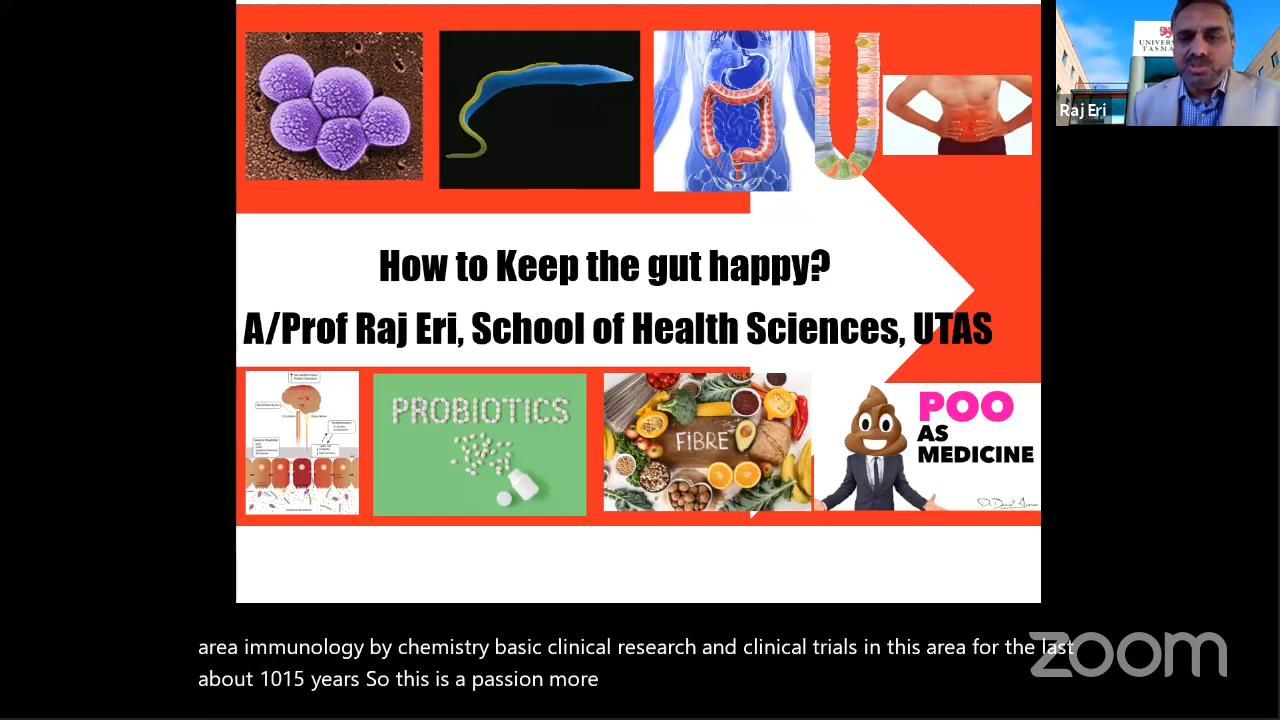 UNIVERS
TASMA
Raj Eri
How to Keep the gut happy?
A/Prof Raj Eri, School of Health Sciences, UTAS
PROBIOTICS
FIBRE
POO
AS
MEDICINE
area immunology by chemistry basic clinical research and clinical trials in this area for the last
about 1015 years So this is a passion more
zoom